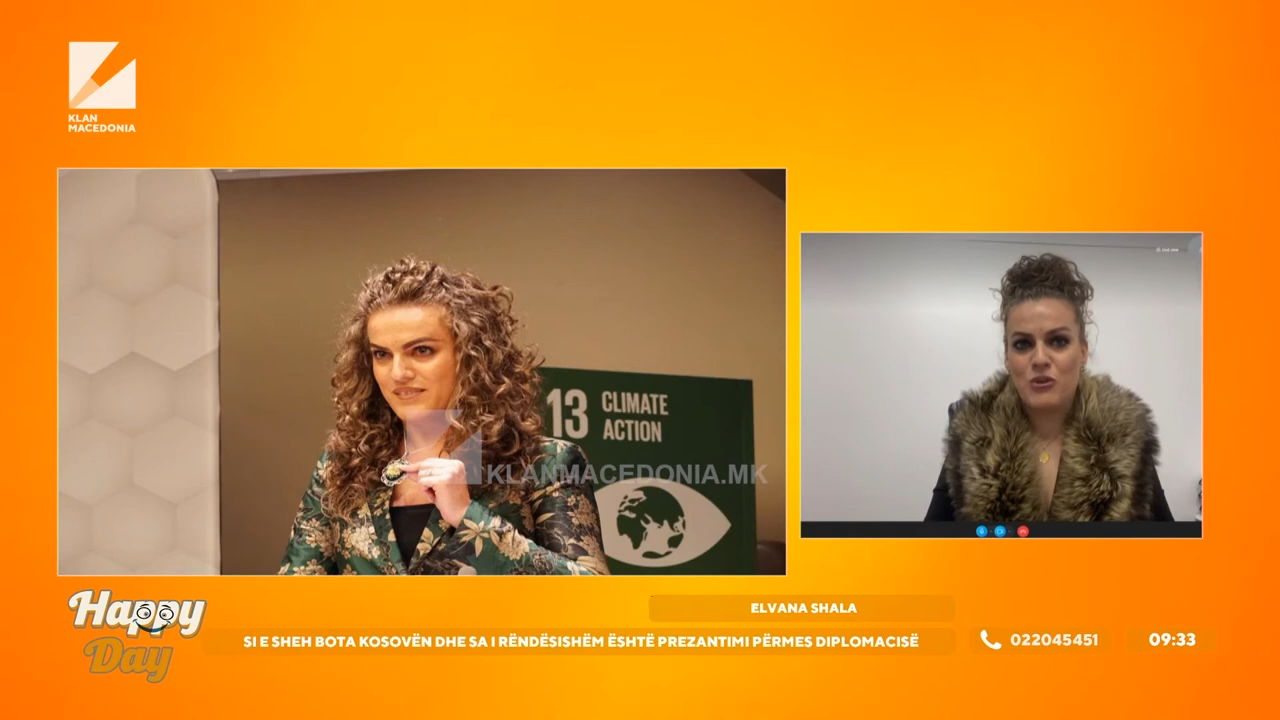 KLAN
MACEDONIA
13 CLIMATE
ACTION
KLANMACEDONIA.MK
Happy
Day
ELVANA SHALA
SI E SHEH BOTA KOSOVËN DHE SA I RËNDËSISHËM ËSHTË PREZANTIMI PËRMES DIPLOMACISË
022045451
09:33